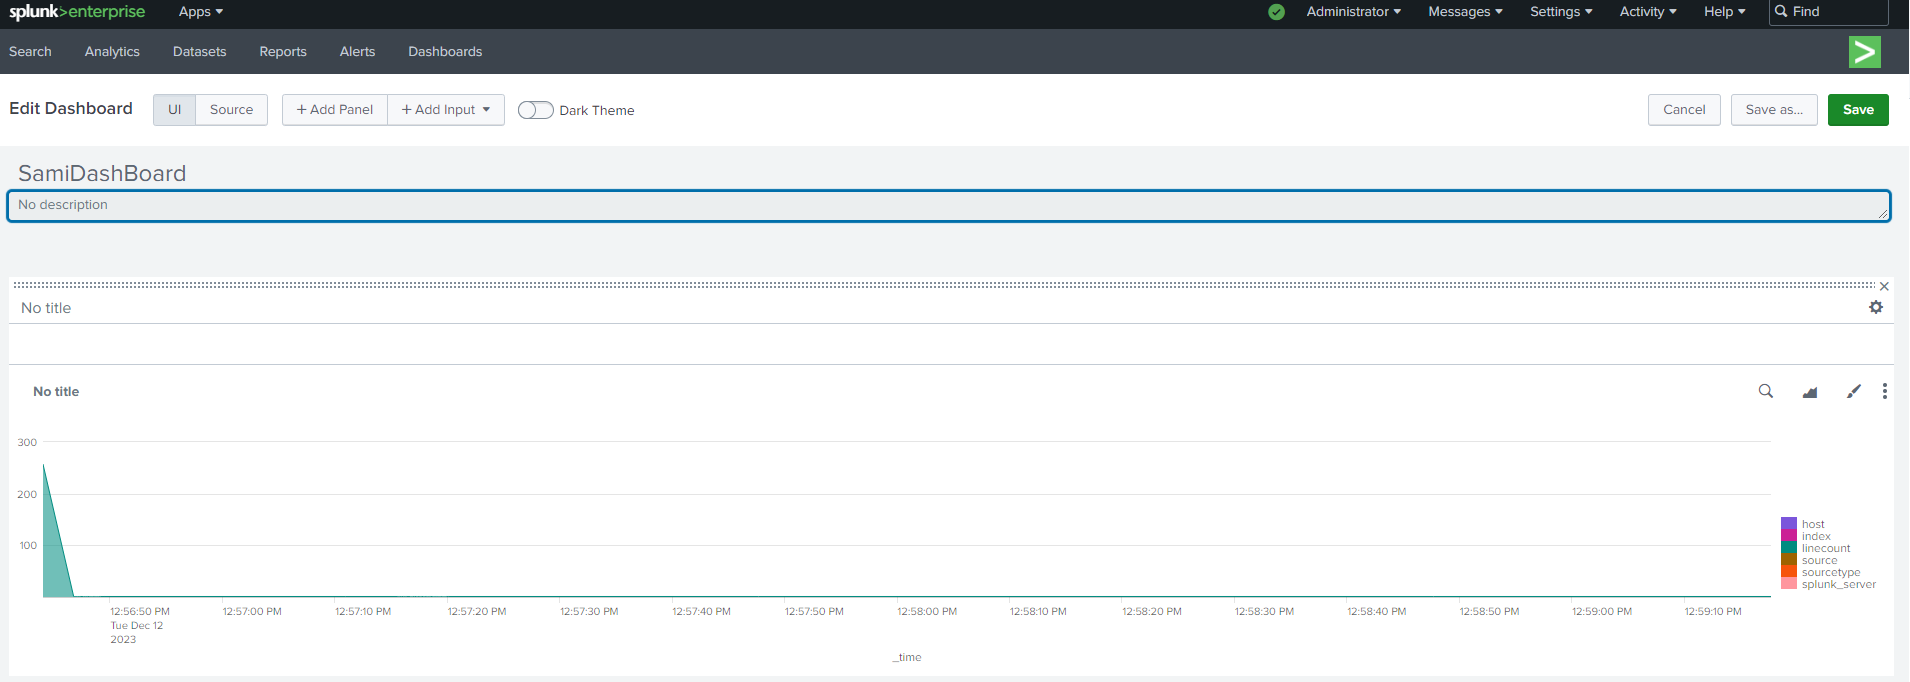 splunk>enterprise Apps Administrator Messages Settings Activity Help Find
Search Analytics Datasets Reports Alerts Dashboards
Edit Dashboard UI Source + Add Panel + Add Input Dark Theme Cancel Save as... Save
SamiDashBoard
No description
No title
No title
300
200
100
host
index
linecount
source
sourcetype
splunk_server
12:56:50 PM 12:57:00 PM 12:57:10 PM 12:57:20 PM 12:57:30 PM 12:57:40 PM 12:57:50 PM 12:58:00 PM 12:58:10 PM 12:58:20 PM 12:58:30 PM 12:58:40 PM 12:58:50 PM 12:59:00 PM 12:59:10 PM
Tue Dec 12
2023
_time